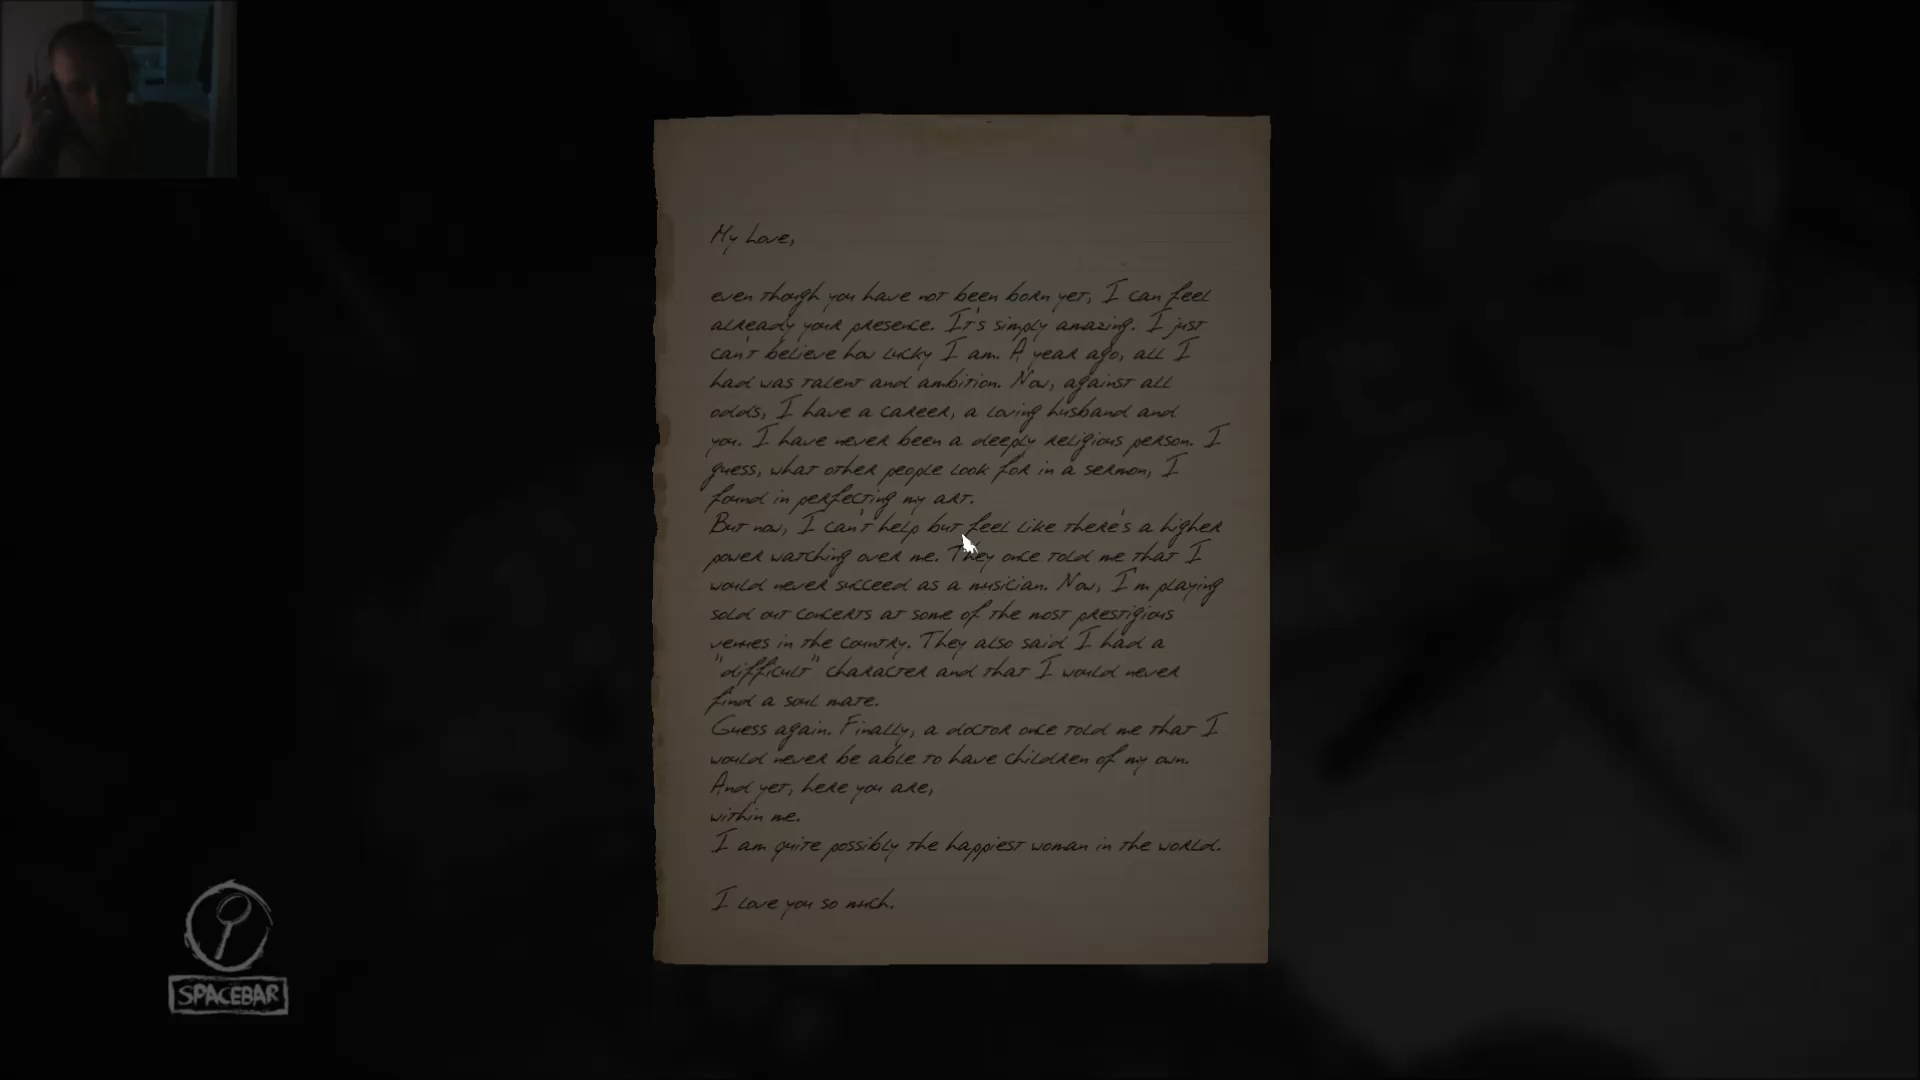 My Love,
even though you have not been born yet, I can feel
already your presence. It's simply amazing. I just
can't believe how lucky I am. A year ago, all I
had was talent and ambition. Now, against all
odds, I have a career, a loving husband and
you. I have never been a deeply religious person. I
guess, what other people look for in a sermon, I
found in perfecting my art.
But now, I can't help but feel like there's a higher
power watching over me. They once told me that I
would never succeed as a musician. Now, I'm playing
sold out concerts at some of the most prestigious
venues in the country. They also said I had a
"difficult" character and that I would never
find a soul mate.
Guess again. Finally, a doctor once told me that I
would never be able to have children of my own.
And yet, here you are,
within me.
I am quite possibly the happiest woman in the world.
I love you so much.
SPACEBAR